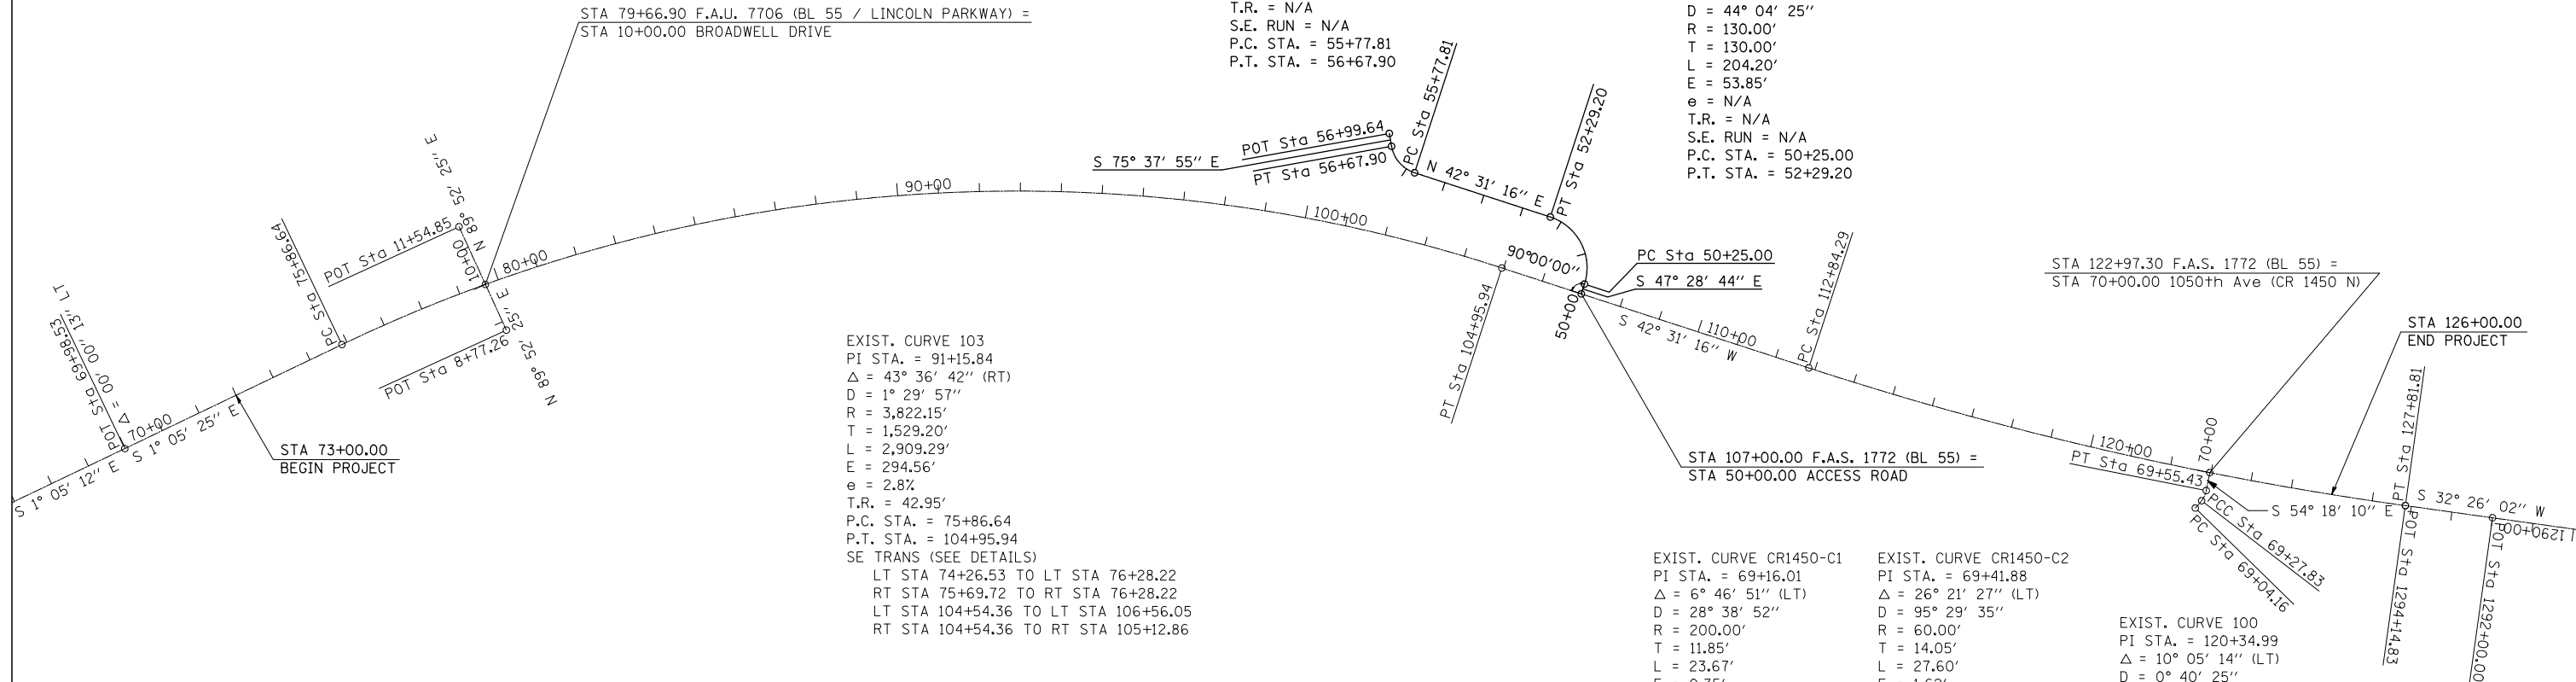 STA 79+66.90 F.A.U. 7706 (BL 55 / LINCOLN PARKWAY) =
STA 10+00.00 BROADWELL DRIVE
T.R. = N/A
S.E. RUN = N/A
P.C. STA. = 55+77.81
P.T. STA. = 56+67.90
D = 44° 04' 25"
R = 130.00'
T = 130.00'
L = 204.20'
E = 53.85'
e = N/A
T.R. = N/A
S.E. RUN = N/A
P.C. STA. = 50+25.00
P.T. STA. = 52+29.20
S 1° 05' 12" E
POT Sta 69+98.53
Δ = 00° 00' 13" LT
70+00
S 1° 05' 25" E
STA 73+00.00
BEGIN PROJECT
PC Sta 75+86.64
POT Sta 11+54.85
N 89° 52' 25" E
10+00
80+00
POT Sta 8+77.26
N 89° 52' 25" E
90+00
S 75° 37' 55" E
POT Sta 56+99.64
PT Sta 56+67.90
PC Sta 55+77.81
N 42° 31' 16" E
PT Sta 52+29.20
100+00
90°00'00"
PT Sta 104+95.94
50+00
PC Sta 50+25.00
S 47° 28' 44" E
S 42° 31' 16" W
110+00
PC Sta 112+84.29
STA 107+00.00 F.A.S. 1772 (BL 55) =
STA 50+00.00 ACCESS ROAD
STA 122+97.30 F.A.S. 1772 (BL 55) =
STA 70+00.00 1050th Ave (CR 1450 N)
STA 126+00.00
END PROJECT
120+00
70+00
PT Sta 69+55.43
PCC Sta 69+27.83
PC Sta 69+04.16
S 54° 18' 10" E
PT Sta 127+81.81
POT Sta 1294+14.83
S 32° 26' 02" W
POT Sta 1292+00.00
1290+00
EXIST. CURVE 103
PI STA. = 91+15.84
Δ = 43° 36' 42" (RT)
D = 1° 29' 57"
R = 3,822.15'
T = 1,529.20'
L = 2,909.29'
E = 294.56'
e = 2.8%
T.R. = 42.95'
P.C. STA. = 75+86.64
P.T. STA. = 104+95.94
SE TRANS (SEE DETAILS)
LT STA 74+26.53 TO LT STA 76+28.22
RT STA 75+69.72 TO RT STA 76+28.22
LT STA 104+54.36 TO LT STA 106+56.05
RT STA 104+54.36 TO RT STA 105+12.86
EXIST. CURVE CR1450-C1
PI STA. = 69+16.01
Δ = 6° 46' 51" (LT)
D = 28° 38' 52"
R = 200.00'
T = 11.85'
L = 23.67'
EXIST. CURVE CR1450-C2
PI STA. = 69+41.88
Δ = 26° 21' 27" (LT)
D = 95° 29' 35"
R = 60.00'
T = 14.05'
L = 27.60'
EXIST. CURVE 100
PI STA. = 120+34.99
Δ = 10° 05' 14" (LT)
D = 0° 40' 25"